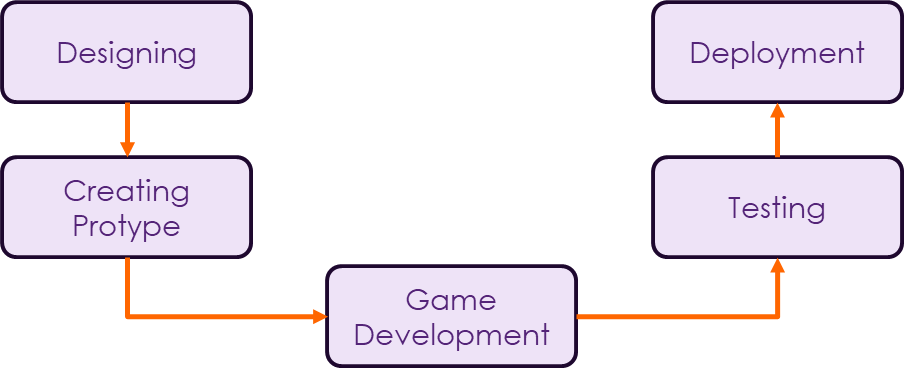 Designing
Creating
Protype
Game
Development
Testing
Deployment